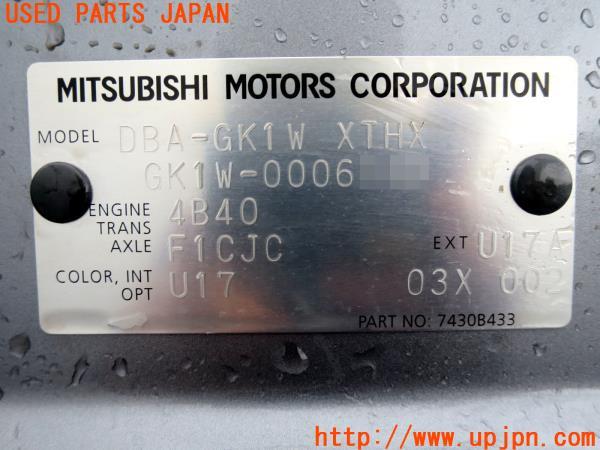 USED PARTS JAPAN
MITSUBISHI MOTORS CORPORATION
MODEL DBA-GK1W XTHX
GK1W-0006
ENGINE 4B40
TRANS AXLE F1CJC EXT U17A
COLOR, INT OPT U17 03X 002
PART NO: 7430B433
http://www.upjpn.com/